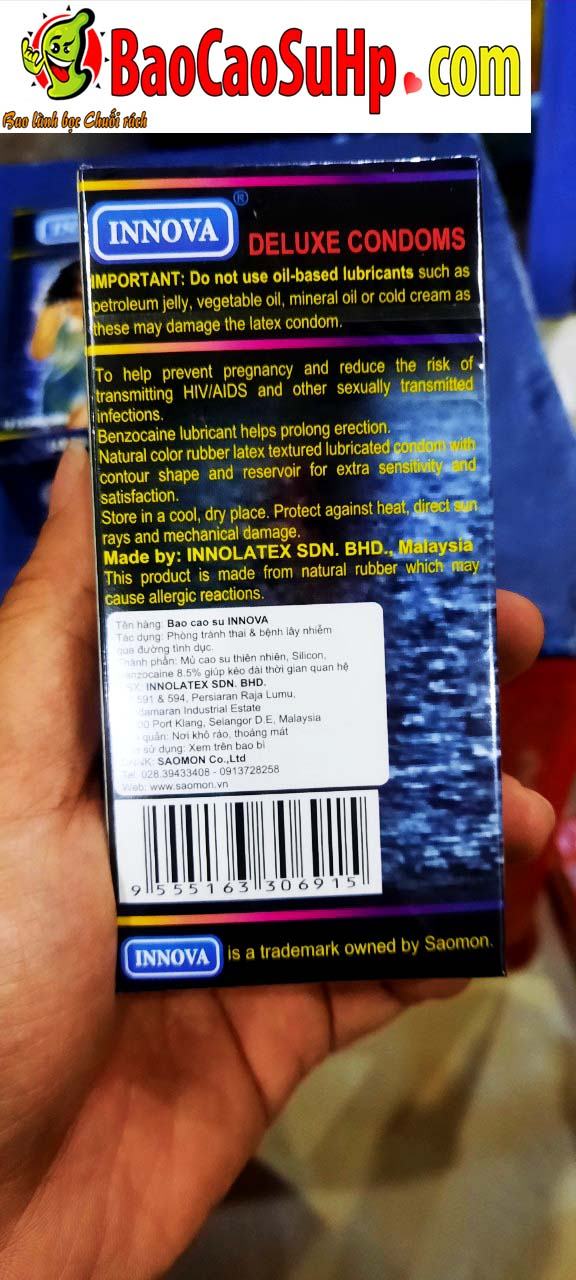 BaoCaoSuHp.com
Bao lành bọc Chuối rách
INNOVA
®
DELUXE CONDOMS
IMPORTANT: Do not use oil-based lubricants such as
petroleum jelly, vegetable oil, mineral oil or cold cream as
these may damage the latex condom.
To help prevent pregnancy and reduce the risk of
transmitting HIV/AIDS and other sexually transmitted
infections.
Benzocaine lubricant helps prolong erection.
Natural color rubber latex textured lubricated condom with
contour shape and reservoir for extra sensitivity and
satisfaction.
Store in a cool, dry place. Protect against heat, direct sun
rays and mechanical damage.
Made by: INNOLATEX SDN. BHD., Malaysia
This product is made from natural rubber which may
cause allergic reactions.
Tên hàng: Bao cao su INNOVA
Tác dụng: Phòng tránh thai & bệnh lây nhiễm
qua đường tình dục.
Thành phần: Mủ cao su thiên nhiên, Silicon,
Benzocaine 8.5% giúp kéo dài thời gian quan hệ
INNOLATEX SDN. BHD.
591 & 594, Persiaran Raja Lumu,
Industrial Estate
Port Klang, Selangor D.E, Malaysia
quản: Nơi khô ráo, thoáng mát
sử dụng: Xem trên bao bì
SAOMON Co.,Ltd
Tel: 028.39433408 - 0913728258
Web: www.saomon.vn
9 555163 306915
INNOVA is a trademark owned by Saomon.